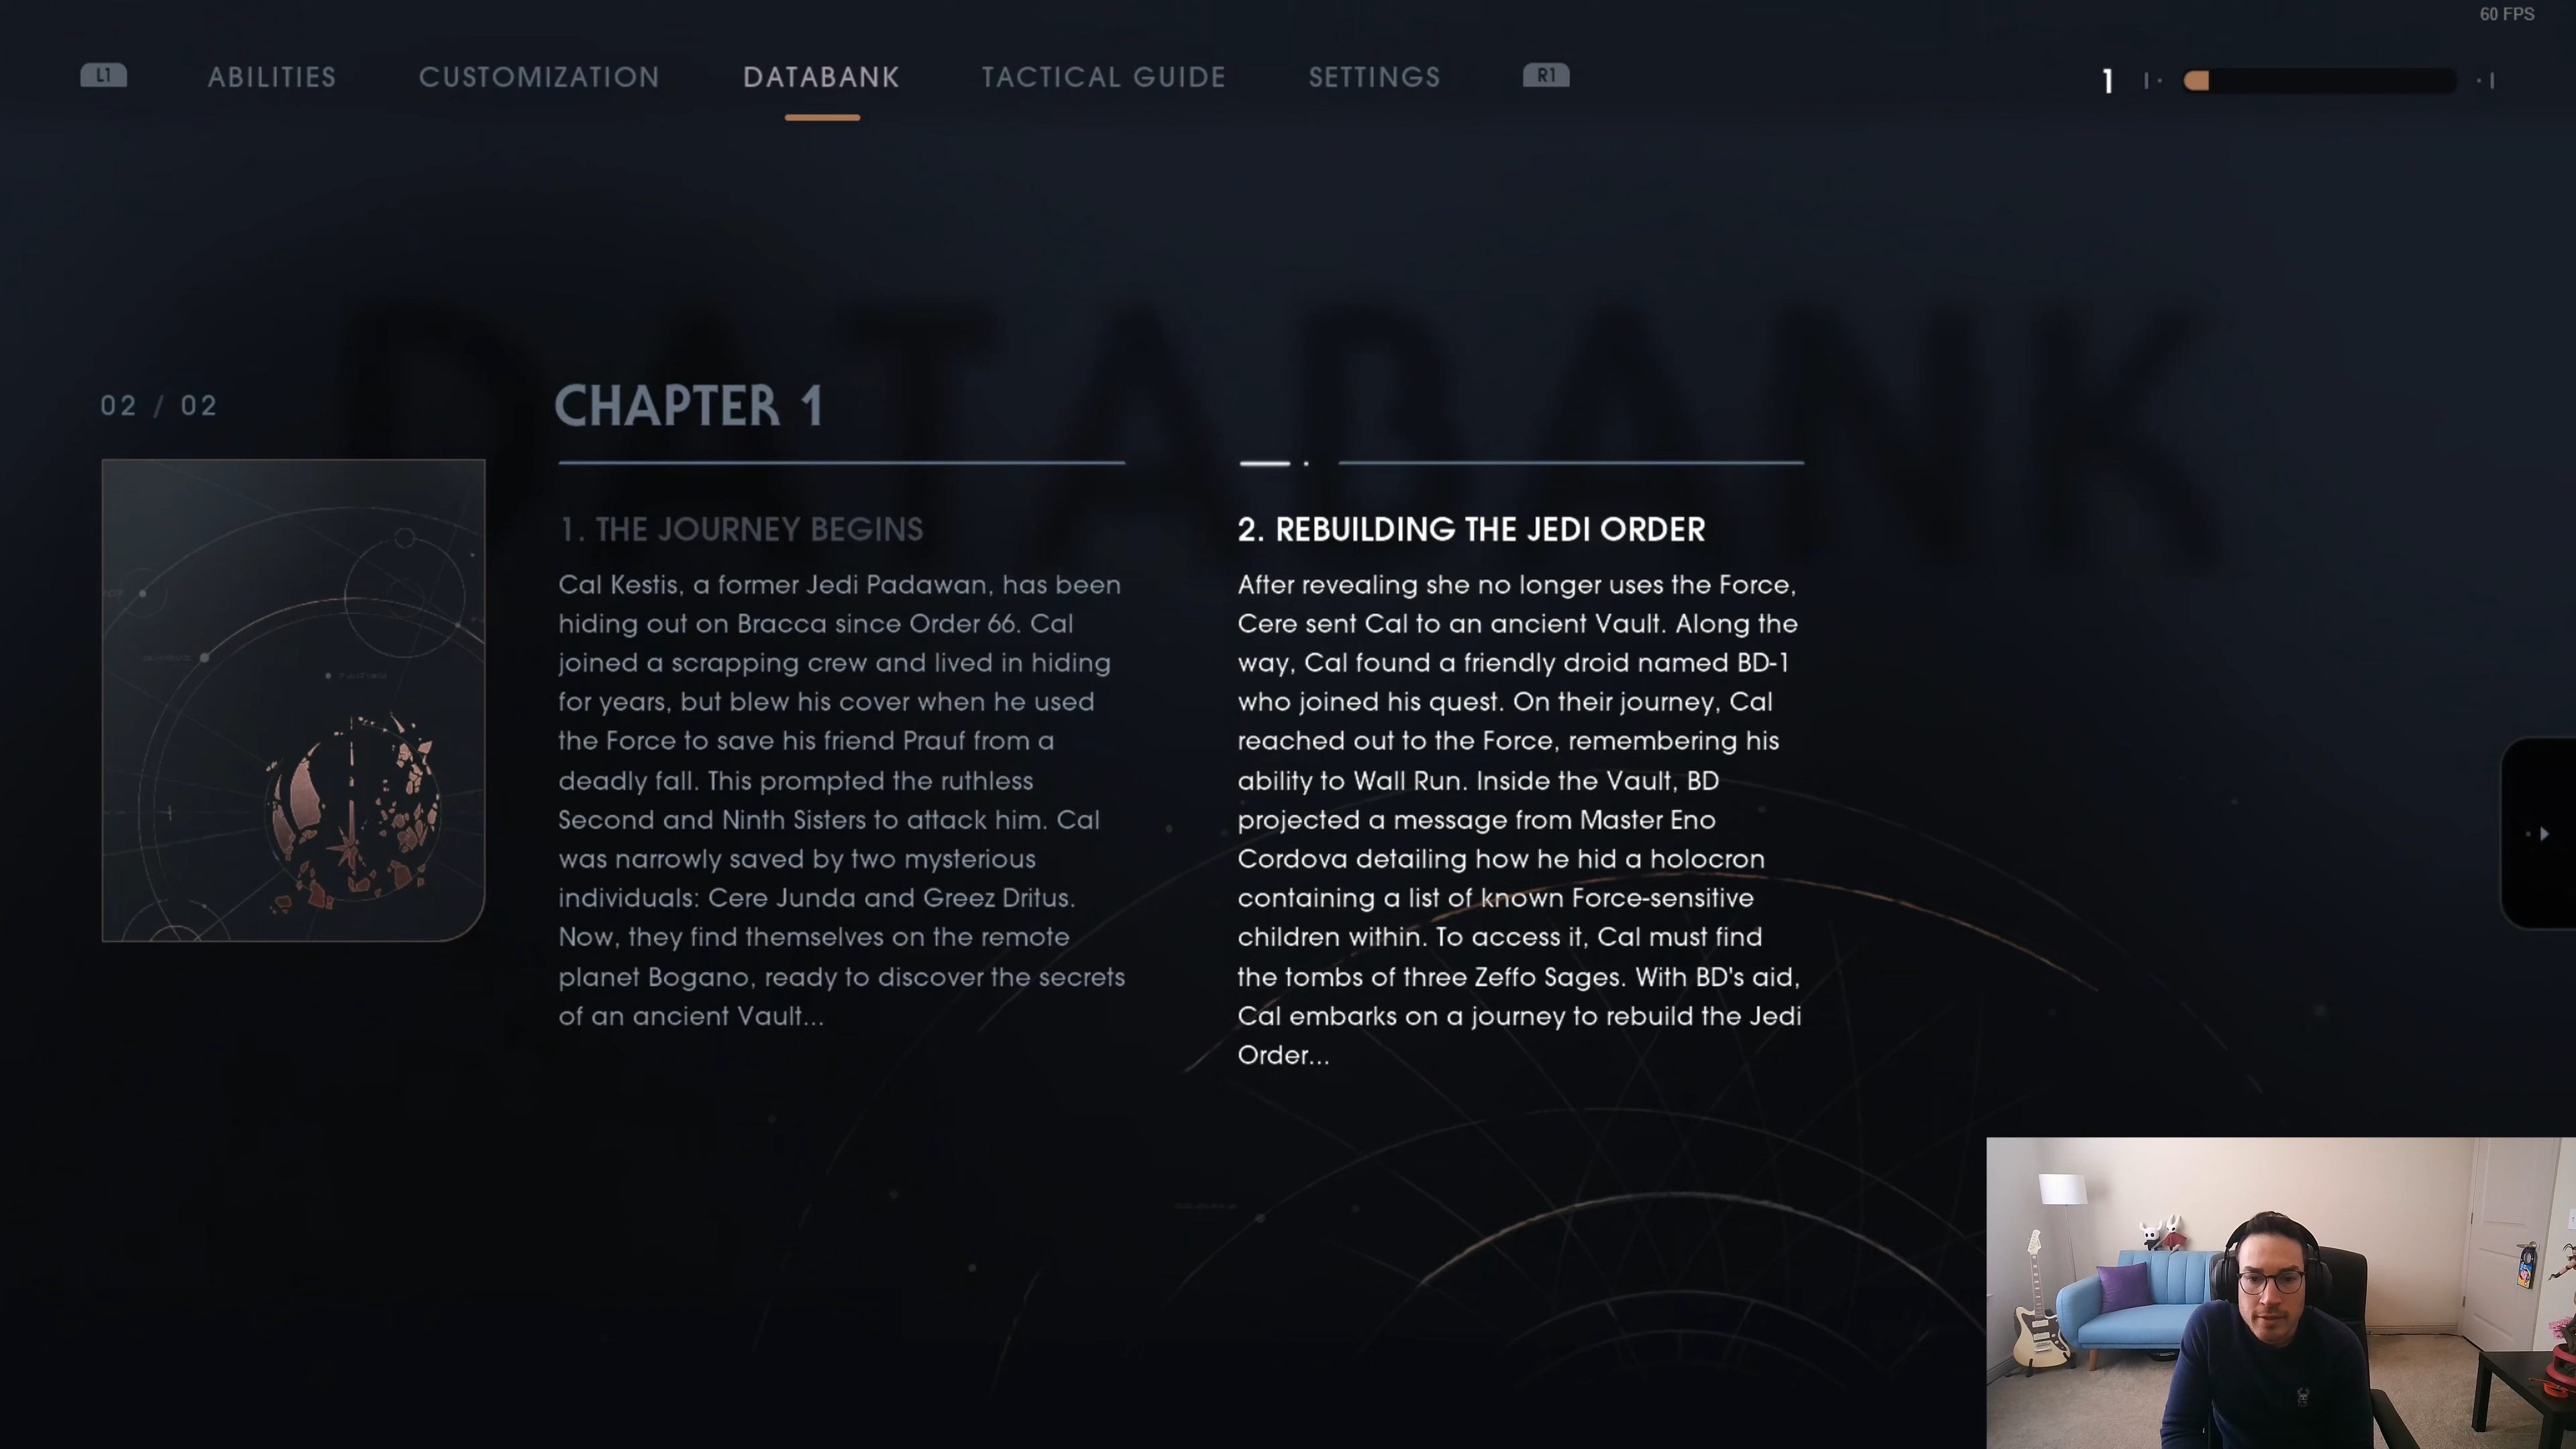 60 FPS
L1 ABILITIES CUSTOMIZATION DATABANK TACTICAL GUIDE SETTINGS R1 1
DATABANK
02 / 02
CHAPTER 1
1. THE JOURNEY BEGINS
Cal Kestis, a former Jedi Padawan, has been
hiding out on Bracca since Order 66. Cal
joined a scrapping crew and lived in hiding
for years, but blew his cover when he used
the Force to save his friend Prauf from a
deadly fall. This prompted the ruthless
Second and Ninth Sisters to attack him. Cal
was narrowly saved by two mysterious
individuals: Cere Junda and Greez Dritus.
Now, they find themselves on the remote
planet Bogano, ready to discover the secrets
of an ancient Vault...
2. REBUILDING THE JEDI ORDER
After revealing she no longer uses the Force,
Cere sent Cal to an ancient Vault. Along the
way, Cal found a friendly droid named BD-1
who joined his quest. On their journey, Cal
reached out to the Force, remembering his
ability to Wall Run. Inside the Vault, BD
projected a message from Master Eno
Cordova detailing how he hid a holocron
containing a list of known Force-sensitive
children within. To access it, Cal must find
the tombs of three Zeffo Sages. With BD's aid,
Cal embarks on a journey to rebuild the Jedi
Order...